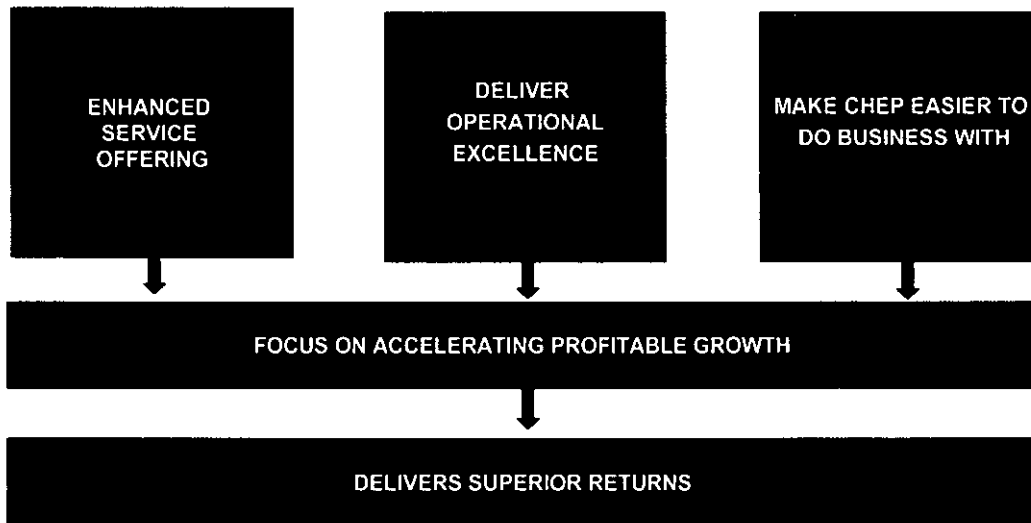 ENHANCED
SERVICE
OFFERING
DELIVER
OPERATIONAL
EXCELLENCE
MAKE CHEP EASIER TO
DO BUSINESS WITH
FOCUS ON ACCELERATING PROFITABLE GROWTH
DELIVERS SUPERIOR RETURNS